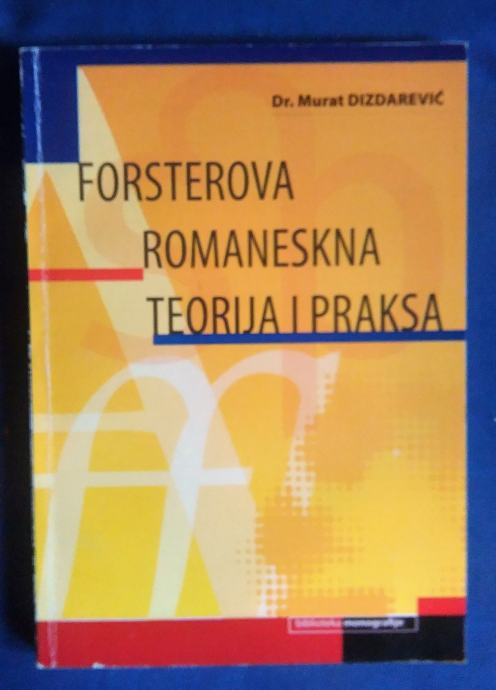 Dr. Murat DIZDAREVIĆ
FORSTEROVA
ROMANESKNA
TEORIJA I PRAKSA
biblioteka monografije